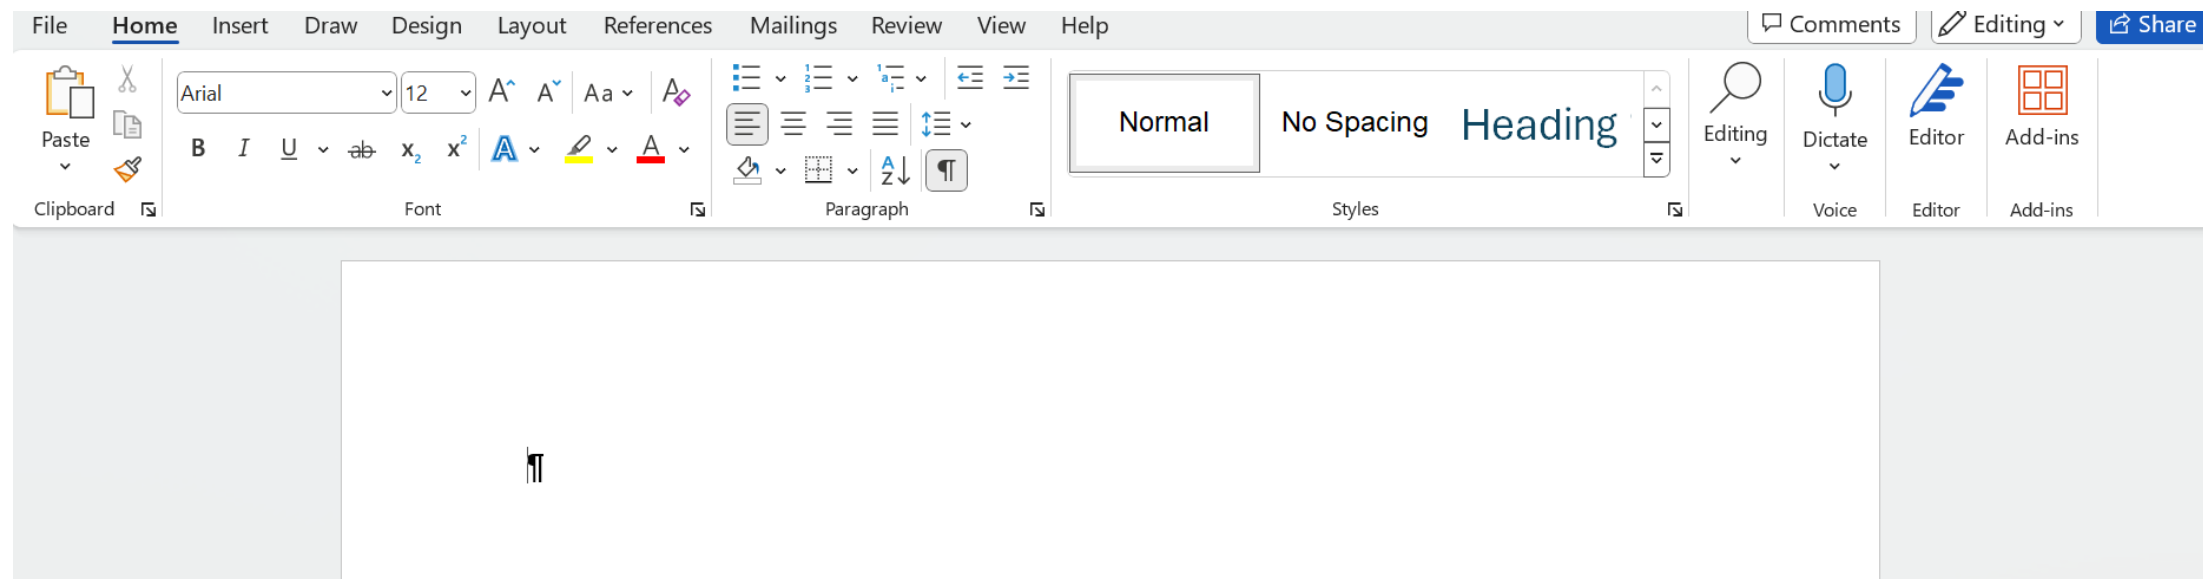 File Home Insert Draw Design Layout References Mailings Review View Help Comments Editing Share
Arial 12 A A Aa A
Paste B I U ab x₂ x² A A
Normal No Spacing Heading
Editing Dictate Editor Add-ins
¶
Clipboard Font Paragraph Styles Voice Editor Add-ins
¶